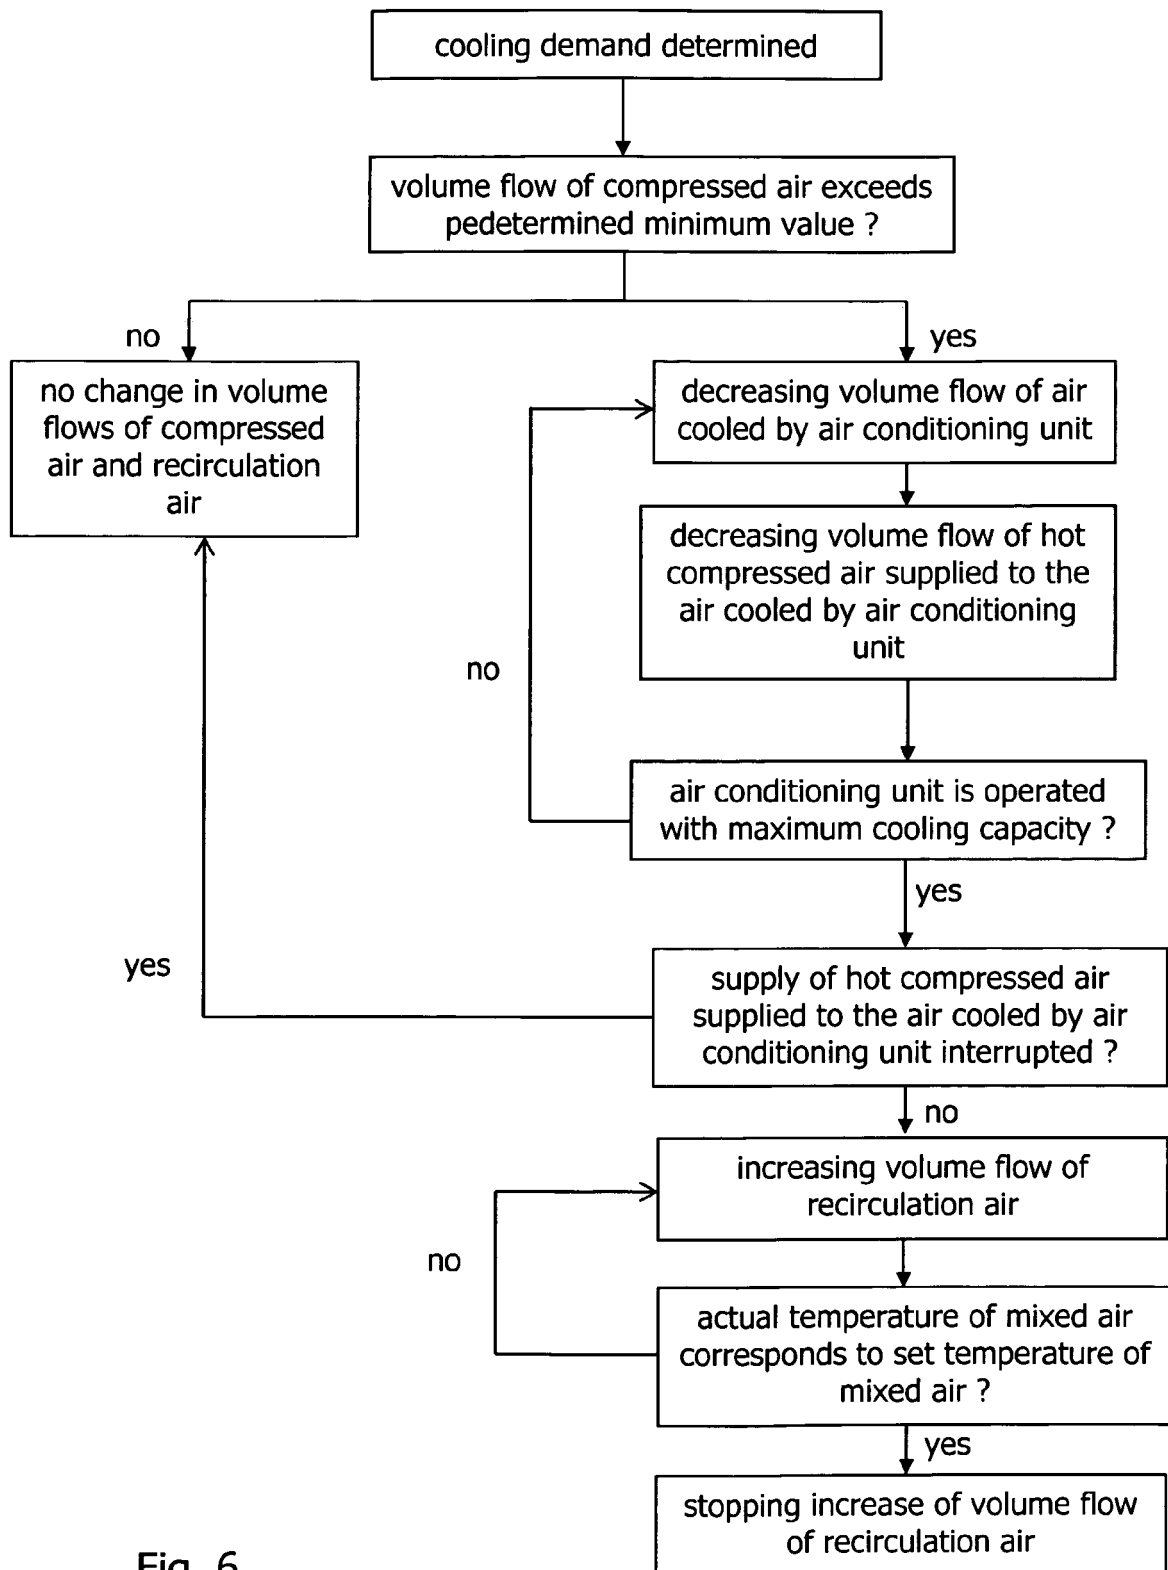 cooling demand determined
volume flow of compressed air exceeds
pedetermined minimum value ?
no
yes
no change in volume
flows of compressed
air and recirculation
air
decreasing volume flow of air
cooled by air conditioning unit
decreasing volume flow of hot
compressed air supplied to the
air cooled by air conditioning
unit
no
air conditioning unit is operated
with maximum cooling capacity ?
yes
yes
supply of hot compressed air
supplied to the air cooled by air
conditioning unit interrupted ?
no
increasing volume flow of
recirculation air
no
actual temperature of mixed air
corresponds to set temperature of
mixed air ?
yes
stopping increase of volume flow
of recirculation air
Fig. 6